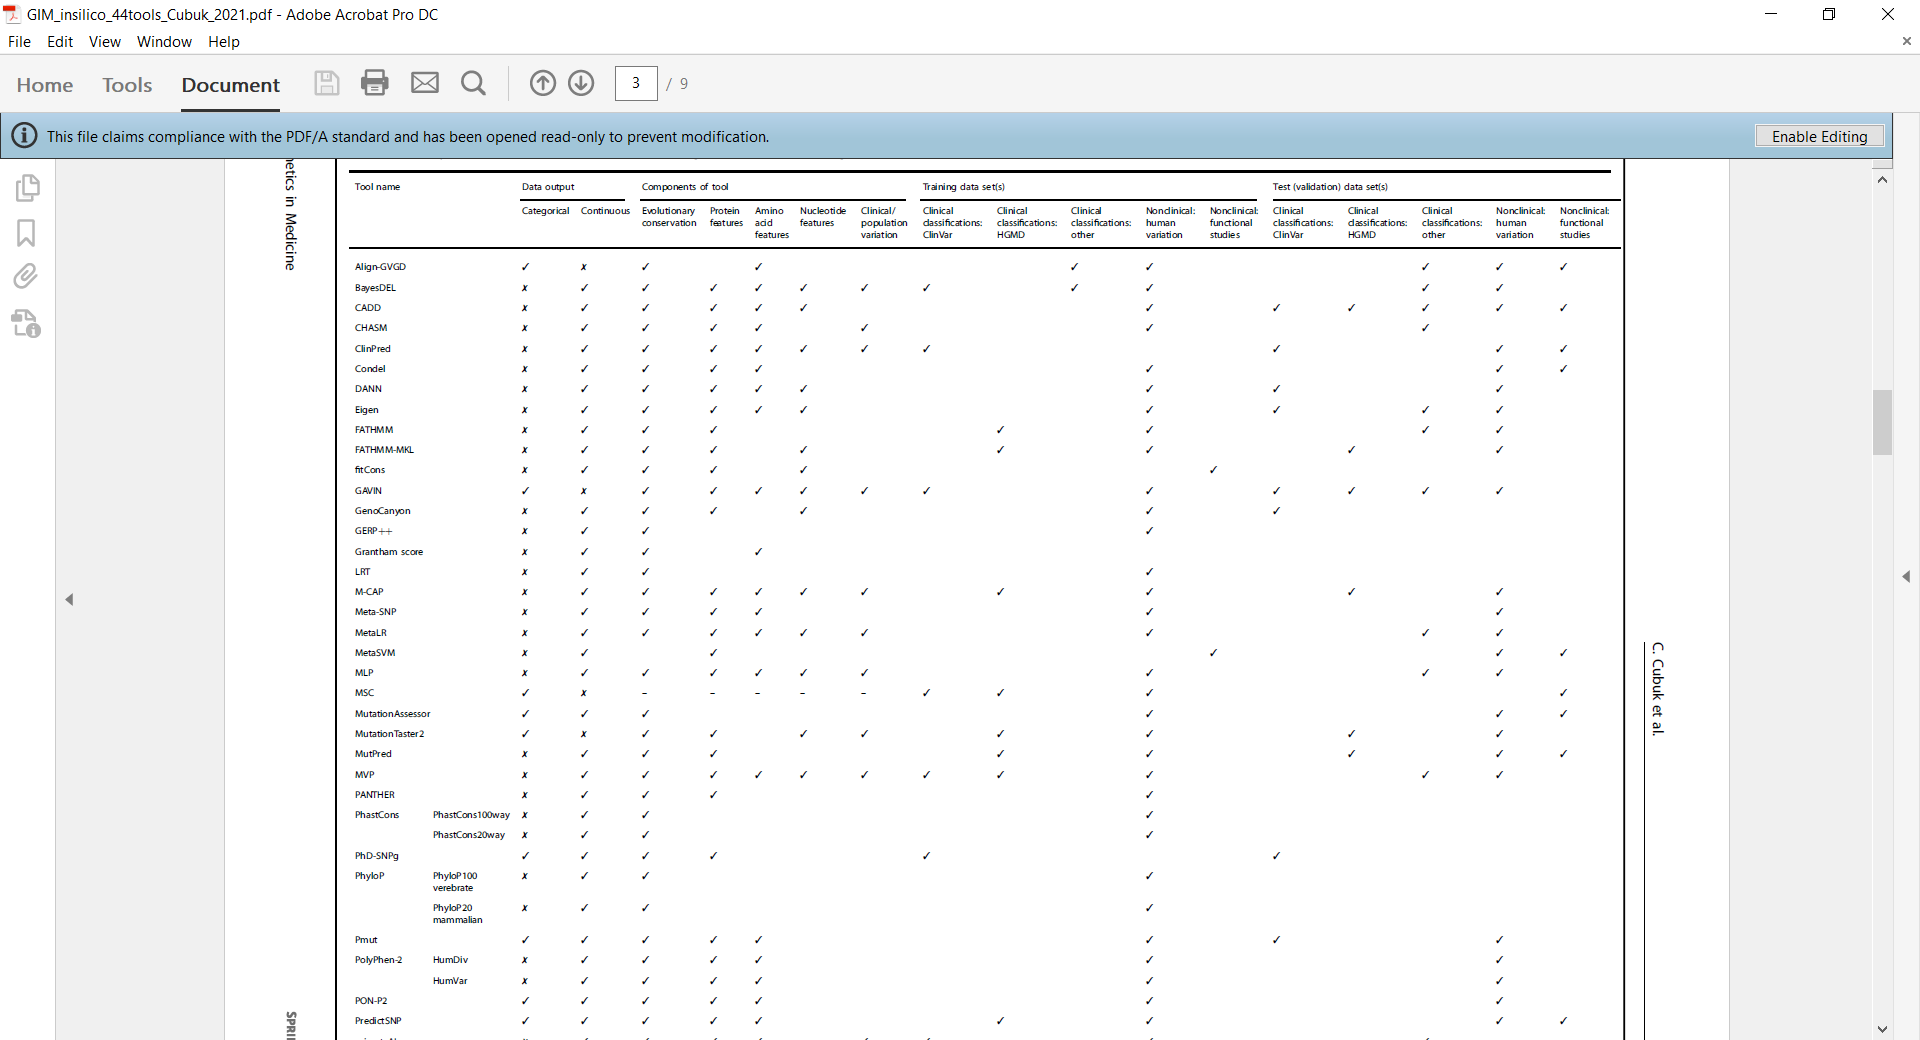 GIM_insilico_44tools_Cubuk_2021.pdf - Adobe Acrobat Pro DC
File Edit View Window Help
Home Tools Document 3 / 9
This file claims compliance with the PDF/A standard and has been opened read-only to prevent modification. Enable Editing
netics in Medicine
Tool name Data output Components of tool Training data set(s) Test (validation) data set(s)
Categorical Continuous Evolutionary conservation Protein features Amino acid features Nucleotide features Clinical/ population variation Clinical classifications: ClinVar Clinical classifications: HGMD Clinical classifications: other Nonclinical: human variation Nonclinical: functional studies Clinical classifications: ClinVar Clinical classifications: HGMD Clinical classifications: other Nonclinical: human variation Nonclinical: functional studies
Align-GVGD ✓ ✗ ✓ ✓ ✓ ✓ ✓ ✓ ✓
BayesDEL ✗ ✓ ✓ ✓ ✓ ✓ ✓ ✓ ✓ ✓ ✓ ✓
CADD ✗ ✓ ✓ ✓ ✓ ✓ ✓ ✓ ✓ ✓ ✓ ✓
CHASM ✗ ✓ ✓ ✓ ✓ ✓ ✓ ✓
ClinPred ✗ ✓ ✓ ✓ ✓ ✓ ✓ ✓ ✓ ✓ ✓
Condel ✗ ✓ ✓ ✓ ✓ ✓ ✓ ✓
DANN ✗ ✓ ✓ ✓ ✓ ✓ ✓ ✓ ✓
Eigen ✗ ✓ ✓ ✓ ✓ ✓ ✓ ✓ ✓ ✓
FATHMM ✗ ✓ ✓ ✓ ✓ ✓ ✓ ✓
FATHMM-MKL ✗ ✓ ✓ ✓ ✓ ✓ ✓ ✓ ✓
fitCons ✗ ✓ ✓ ✓ ✓ ✓
GAVIN ✓ ✗ ✓ ✓ ✓ ✓ ✓ ✓ ✓ ✓ ✓ ✓ ✓
GenoCanyon ✗ ✓ ✓ ✓ ✓ ✓ ✓
GERP++ ✗ ✓ ✓ ✓
Grantham score ✗ ✓ ✓ ✓
LRT ✗ ✓ ✓ ✓
M-CAP ✗ ✓ ✓ ✓ ✓ ✓ ✓ ✓ ✓ ✓ ✓
Meta-SNP ✗ ✓ ✓ ✓ ✓ ✓ ✓
MetaLR ✗ ✓ ✓ ✓ ✓ ✓ ✓ ✓ ✓ ✓
MetaSVM ✗ ✓ ✓ ✓ ✓ ✓
MLP ✗ ✓ ✓ ✓ ✓ ✓ ✓ ✓ ✓ ✓
MSC ✓ ✗ – – – – – ✓ ✓ ✓ ✓
MutationAssessor ✓ ✓ ✓ ✓ ✓ ✓
MutationTaster2 ✓ ✗ ✓ ✓ ✓ ✓ ✓ ✓ ✓ ✓
MutPred ✗ ✓ ✓ ✓ ✓ ✓ ✓ ✓ ✓
MVP ✗ ✓ ✓ ✓ ✓ ✓ ✓ ✓ ✓ ✓ ✓ ✓
PANTHER ✗ ✓ ✓ ✓ ✓
PhastCons PhastCons100way ✗ ✓ ✓ ✓
PhastCons20way ✗ ✓ ✓ ✓
PhD-SNPg ✓ ✓ ✓ ✓ ✓ ✓
PhyloP PhyloP100 verebrate ✗ ✓ ✓ ✓
PhyloP20 mammalian ✗ ✓ ✓ ✓
Pmut ✓ ✓ ✓ ✓ ✓ ✓ ✓ ✓
PolyPhen-2 HumDiv ✗ ✓ ✓ ✓ ✓ ✓ ✓
HumVar ✗ ✓ ✓ ✓ ✓ ✓ ✓
PON-P2 ✓ ✓ ✓ ✓ ✓ ✓ ✓
PredictSNP ✓ ✓ ✓ ✓ ✓ ✓ ✓ ✓ ✓
C. Cubuk et al.
SPRI